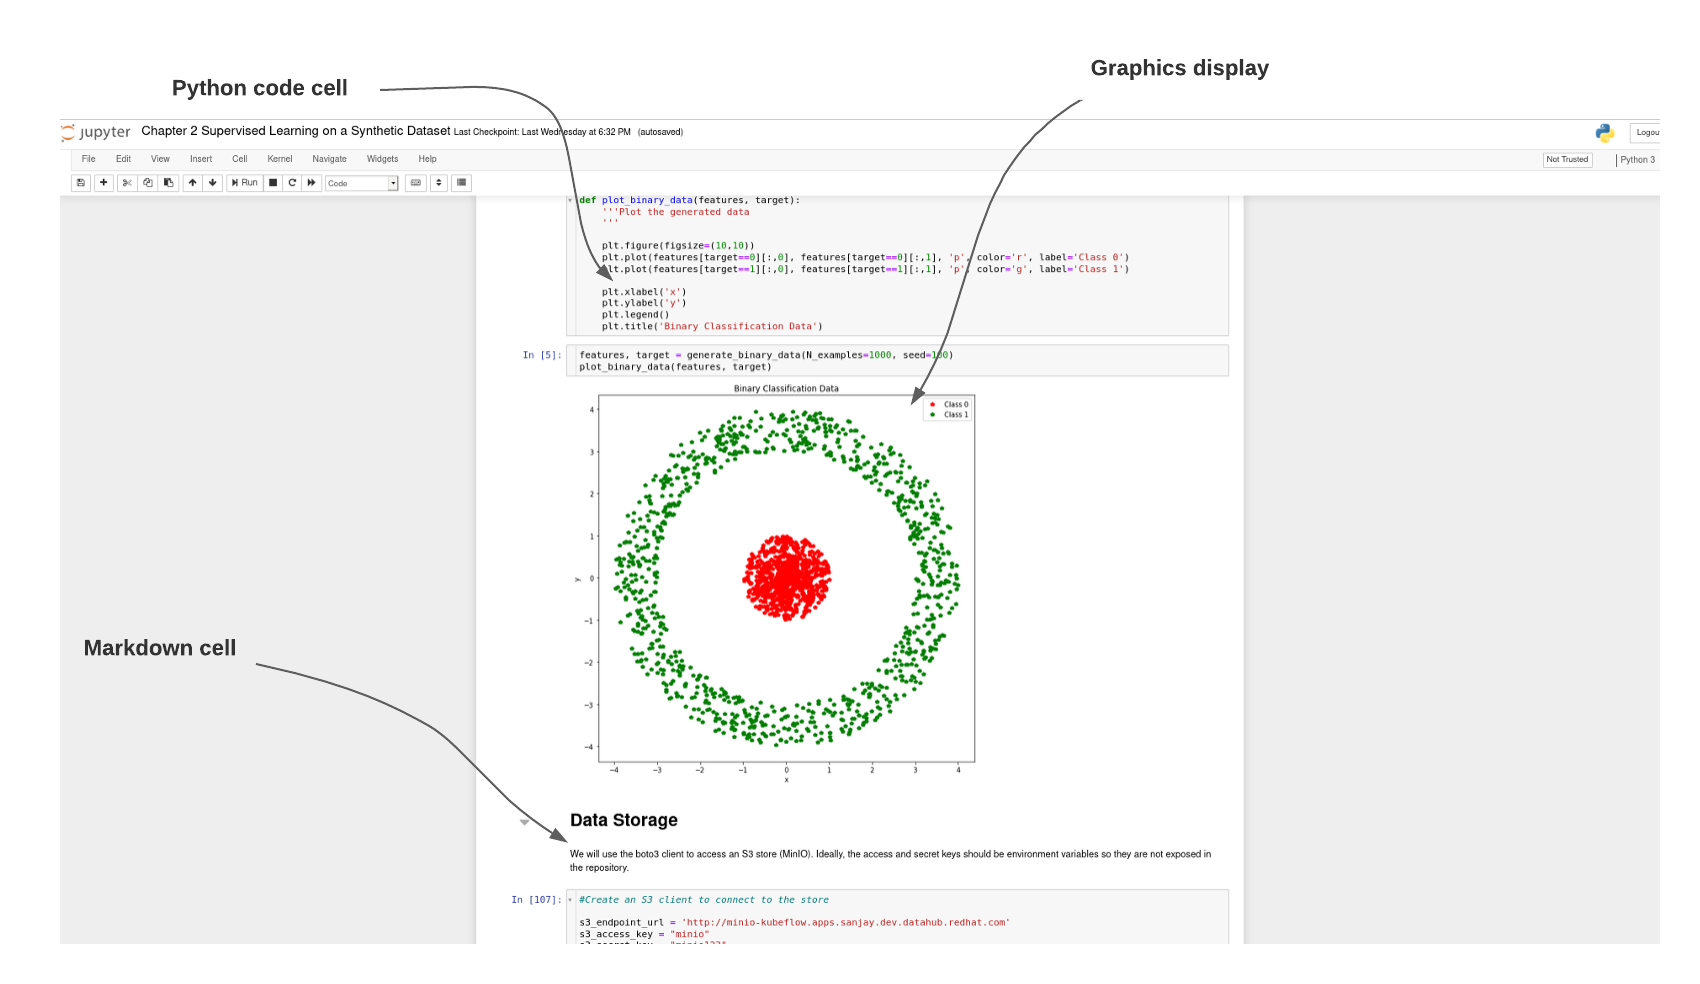 Graphics display
Python code cell
jupyter Chapter 2 Supervised Learning on a Synthetic Dataset Last Checkpoint: Last Wednesday at 6:32 PM (autosaved)
File Edit View Insert Cell Kernel Navigate Widgets Help Not Trusted Python 3
Run Code
def plot_binary_data(features, target):
'''Plot the generated data
'''
plt.figure(figsize=(10,10))
plt.plot(features[target==0][:,0], features[target==0][:,1], 'p', color='r', label='Class 0')
plt.plot(features[target==1][:,0], features[target==1][:,1], 'p', color='g', label='Class 1')
plt.xlabel('x')
plt.ylabel('y')
plt.legend()
plt.title('Binary Classification Data')
In [5]: features, target = generate_binary_data(N_examples=1000, seed=100)
plot_binary_data(features, target)
Binary Classification Data
Class 0
Class 1
4
3
2
1
0
−1
−2
−3
−4
y
−4 −3 −2 −1 0 1 2 3 4
x
Markdown cell
Data Storage
We will use the boto3 client to access an S3 store (MinIO). Ideally, the access and secret keys should be environment variables so they are not exposed in
the repository.
In [107]: #Create an S3 client to connect to the store
s3_endpoint_url = 'http://minio-kubeflow.apps.sanjay.dev.datahub.redhat.com'
s3_access_key = "minio"